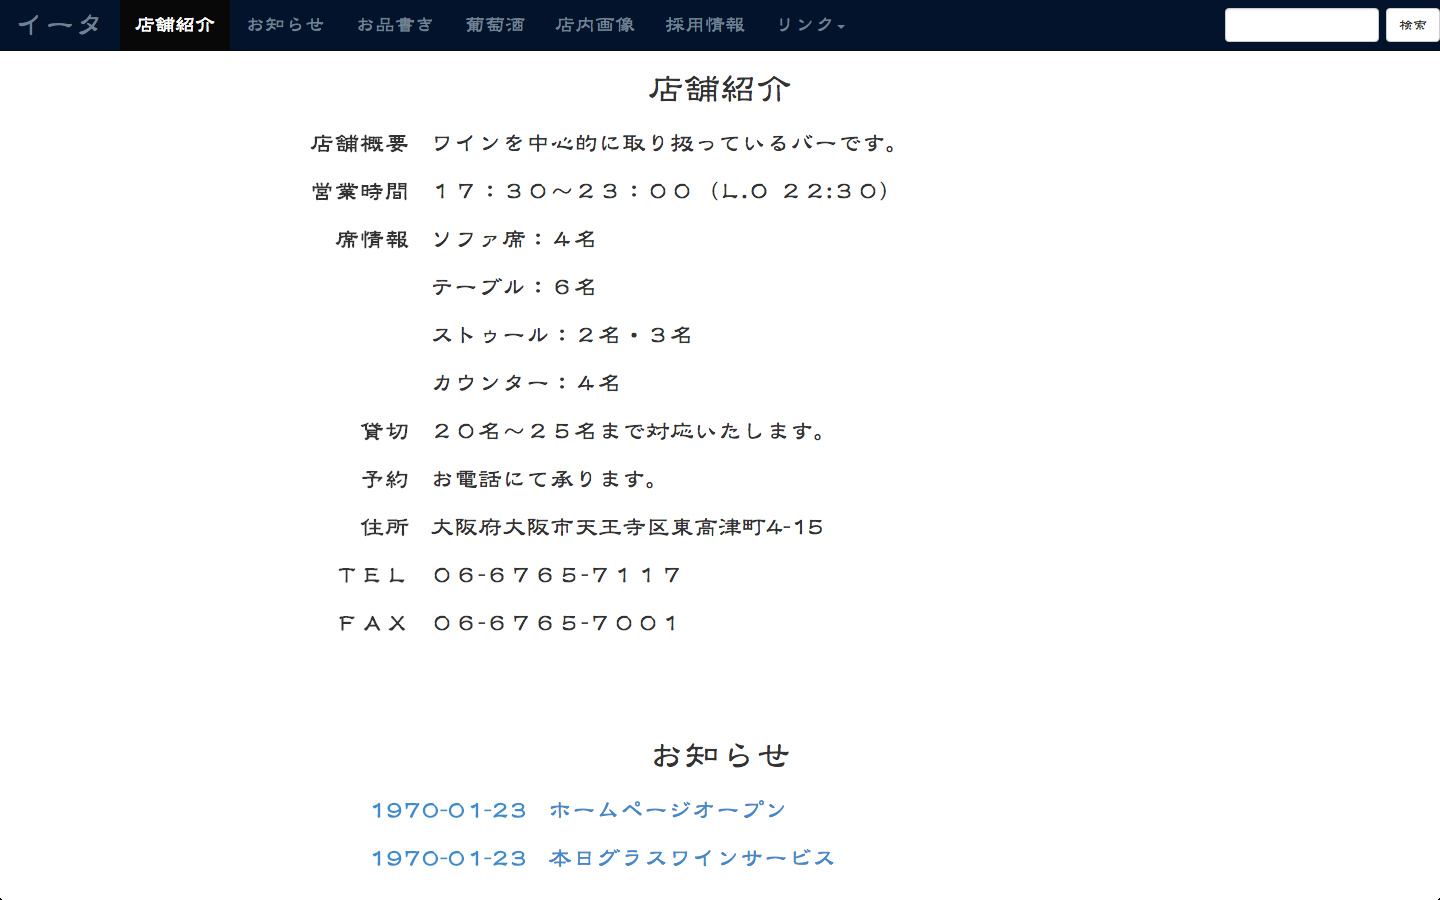 イータ 店舗紹介 お知らせ お品書き 葡萄酒 店内画像 採用情報 リンク 検索
店舗紹介
店舗概要 ワインを中心的に取り扱っているバーです。
営業時間 １７：３０〜２３：００（L.O ２２:３０）
席情報 ソファ席：４名
テーブル：６名
ストゥール：２名・３名
カウンター：４名
貸切 ２０名〜２５名まで対応いたします。
予約 お電話にて承ります。
住所 大阪府大阪市天王寺区東高津町4-15
ＴＥＬ ０６-６７６５-７１１７
ＦＡＸ ０６-６７６５-７００１
お知らせ
1970-01-23 ホームページオープン
1970-01-23 本日グラスワインサービス